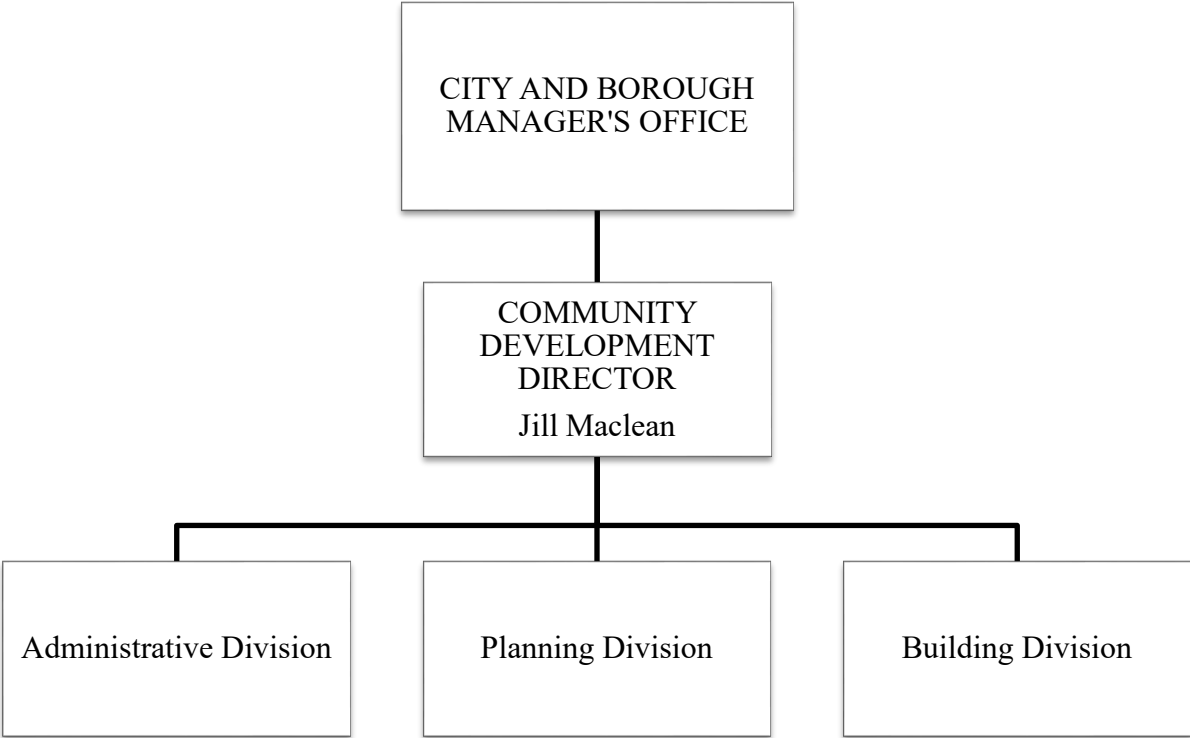 CITY AND BOROUGH
MANAGER'S OFFICE
COMMUNITY
DEVELOPMENT
DIRECTOR
Jill Maclean
Administrative Division
Planning Division
Building Division